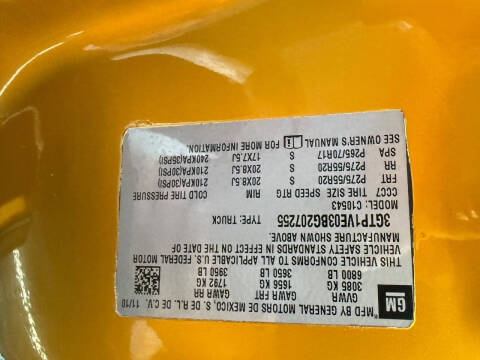 GM
MFD BY GENERAL MOTORS DE MEXICO, S DE R.L. DE C.V. 11/10
GVWR GAWR FRT GAWR RR
3085 KG 1656 KG 1792 KG
6800 LB 3650 LB 3950 LB
THIS VEHICLE CONFORMS TO ALL APPLICABLE U.S. FEDERAL MOTOR
VEHICLE SAFETY STANDARDS IN EFFECT ON THE DATE OF
MANUFACTURE SHOWN ABOVE.
3GTP1VE03BG207255 TYPE: TRUCK
MODEL: C10543
CCC7 TIRE SIZE SPEED RTG RIM COLD TIRE PRESSURE
FRT P275/55R20 S 20X8.5J 210KPA(30PSI)
RR P275/55R20 S 20X8.5J 210KPA(30PSI)
SPA P265/70R17 S 17X7.5J 240KPA(35PSI)
SEE OWNER'S MANUAL FOR MORE INFORMATION.